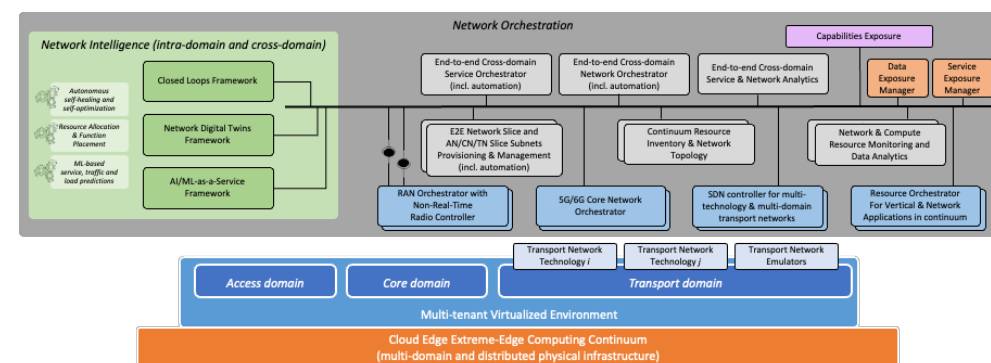 Network Orchestration
Network Intelligence (intra-domain and cross-domain)
Capabilities Exposure
Closed Loops Framework
Autonomous
self-healing and
self-optimization
Network Digital Twins
Framework
Resource Allocation
& Function
Placement
AI/ML-as-a-Service
Framework
ML-based
service, traffic and
load predictions
End-to-end Cross-domain
Service Orchestrator
(incl. automation)
End-to-end Cross-domain
Network Orchestrator
(incl. automation)
End-to-end Cross-domain
Service & Network Analytics
Data
Exposure
Manager
Service
Exposure
Manager
E2E Network Slice and
AN/CN/TN Slice Subnets
Provisioning & Management
(incl. automation)
Continuum Resource
Inventory & Network
Topology
Network & Compute
Resource Monitoring and
Data Analytics
RAN Orchestrator with
Non-Real-Time
Radio Controller
5G/6G Core Network
Orchestrator
SDN controller for multi-
technology & multi-domain
transport networks
Resource Orchestrator
For Vertical & Network
Applications in continuum
Transport Network
Technology i
Transport Network
Technology j
Transport Network
Emulators
Access domain
Core domain
Transport domain
Multi-tenant Virtualized Environment
Cloud Edge Extreme-Edge Computing Continuum
(multi-domain and distributed physical infrastructure)